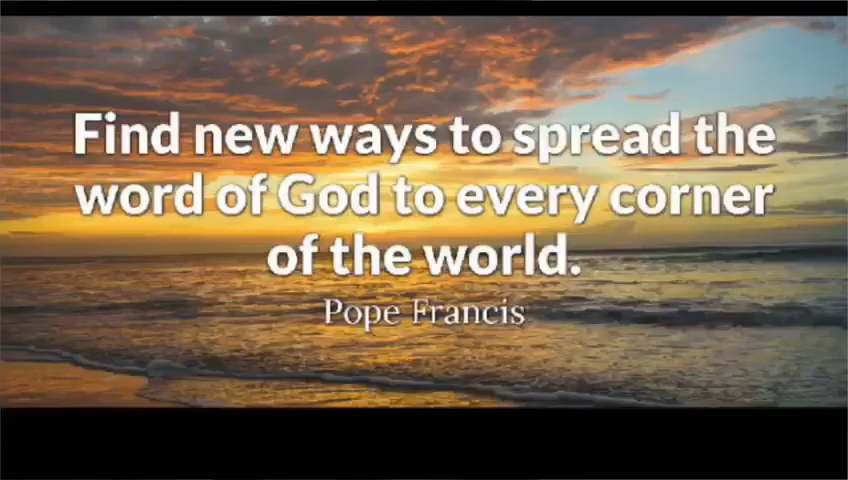 Find new ways to spread the
word of God to every corner
of the world.
Pope Francis